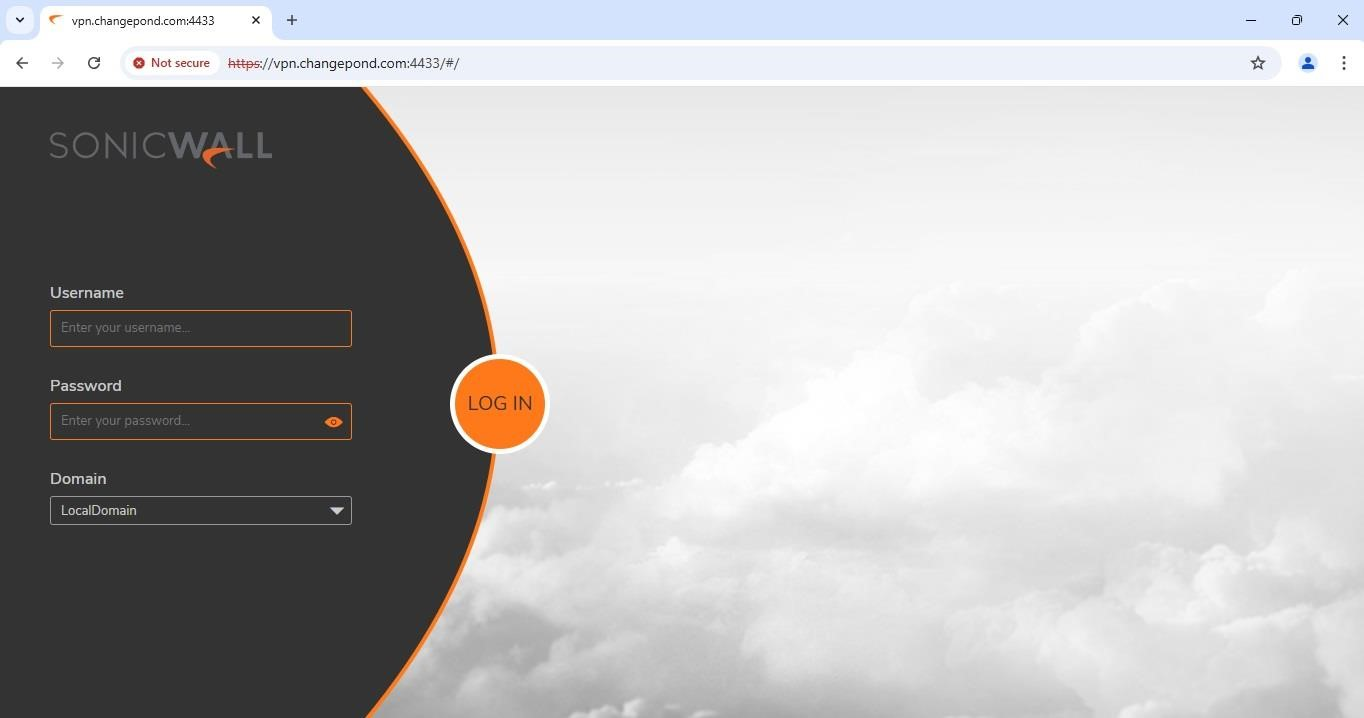 vpn.changepond.com:4433
Not secure https://vpn.changepond.com:4433/#/
SONICWALL
Username
Enter your username...
Password
Enter your password...
LOG IN
Domain
LocalDomain